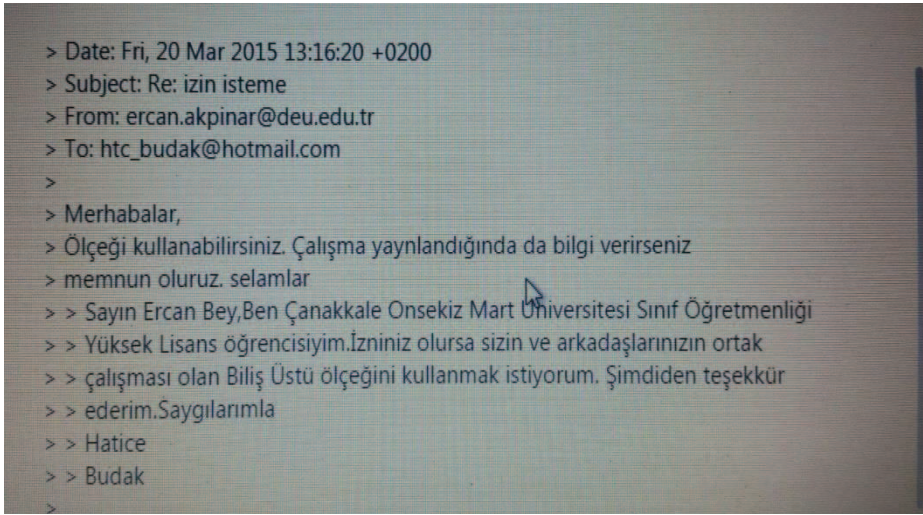 > Date: Fri, 20 Mar 2015 13:16:20 +0200
> Subject: Re: izin isteme
> From: ercan.akpinar@deu.edu.tr
> To: htc_budak@hotmail.com
>
> Merhabalar,
> Ölçeği kullanabilirsiniz. Çalışma yayınlandığında da bilgi verirseniz
> memnun oluruz. selamlar
> > Sayın Ercan Bey,Ben Çanakkale Onsekiz Mart Üniversitesi Sınıf Öğretmenliği
> > Yüksek Lisans öğrencisiyim.İzniniz olursa sizin ve arkadaşlarınızın ortak
> > çalışması olan Biliş Üstü ölçeğini kullanmak istiyorum. Şimdiden teşekkür
> > ederim.Saygılarımla
> > Hatice
> > Budak
>